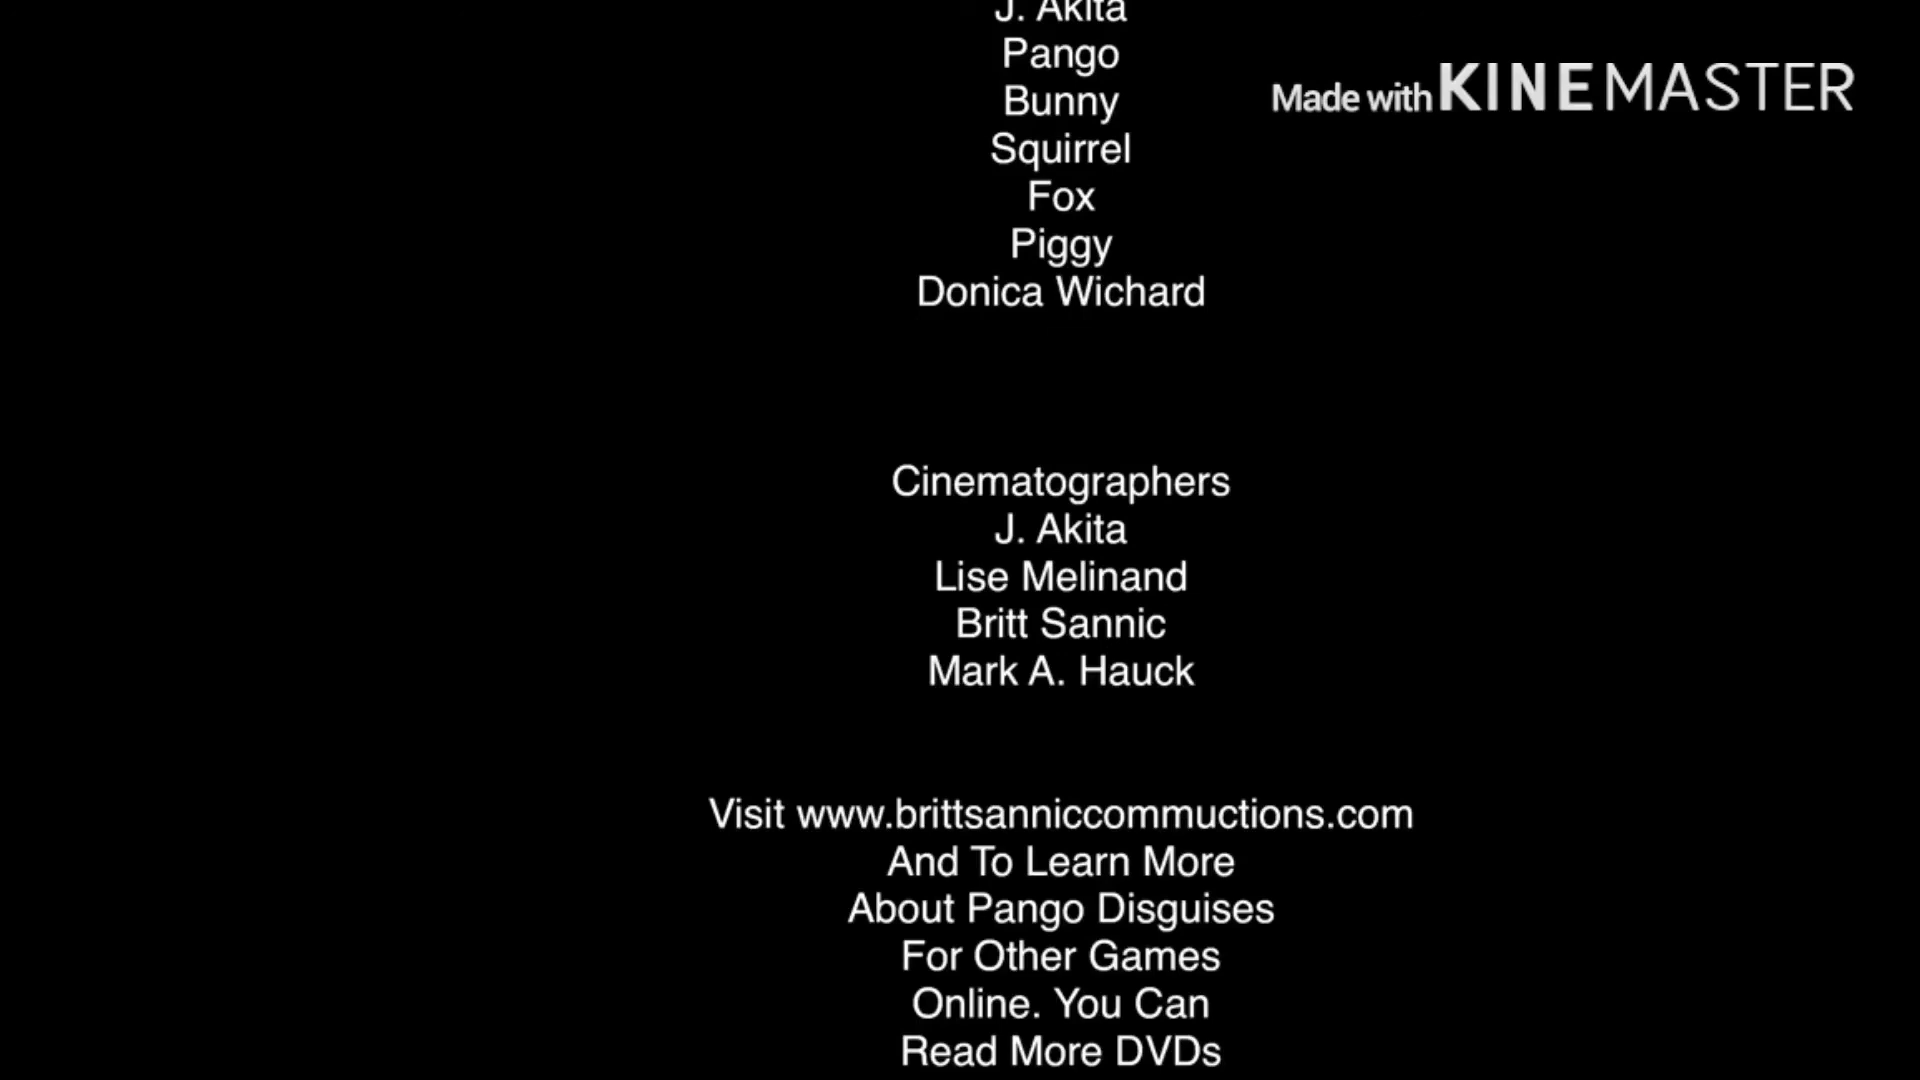 J. Akita
Pango
Made with KINEMASTER
Bunny
Squirrel
Fox
Piggy
Donica Wichard
Cinematographers
J. Akita
Lise Melinand
Britt Sannic
Mark A. Hauck
Visit www.brittsanniccommuctions.com
And To Learn More
About Pango Disguises
For Other Games
Online. You Can
Read More DVDs